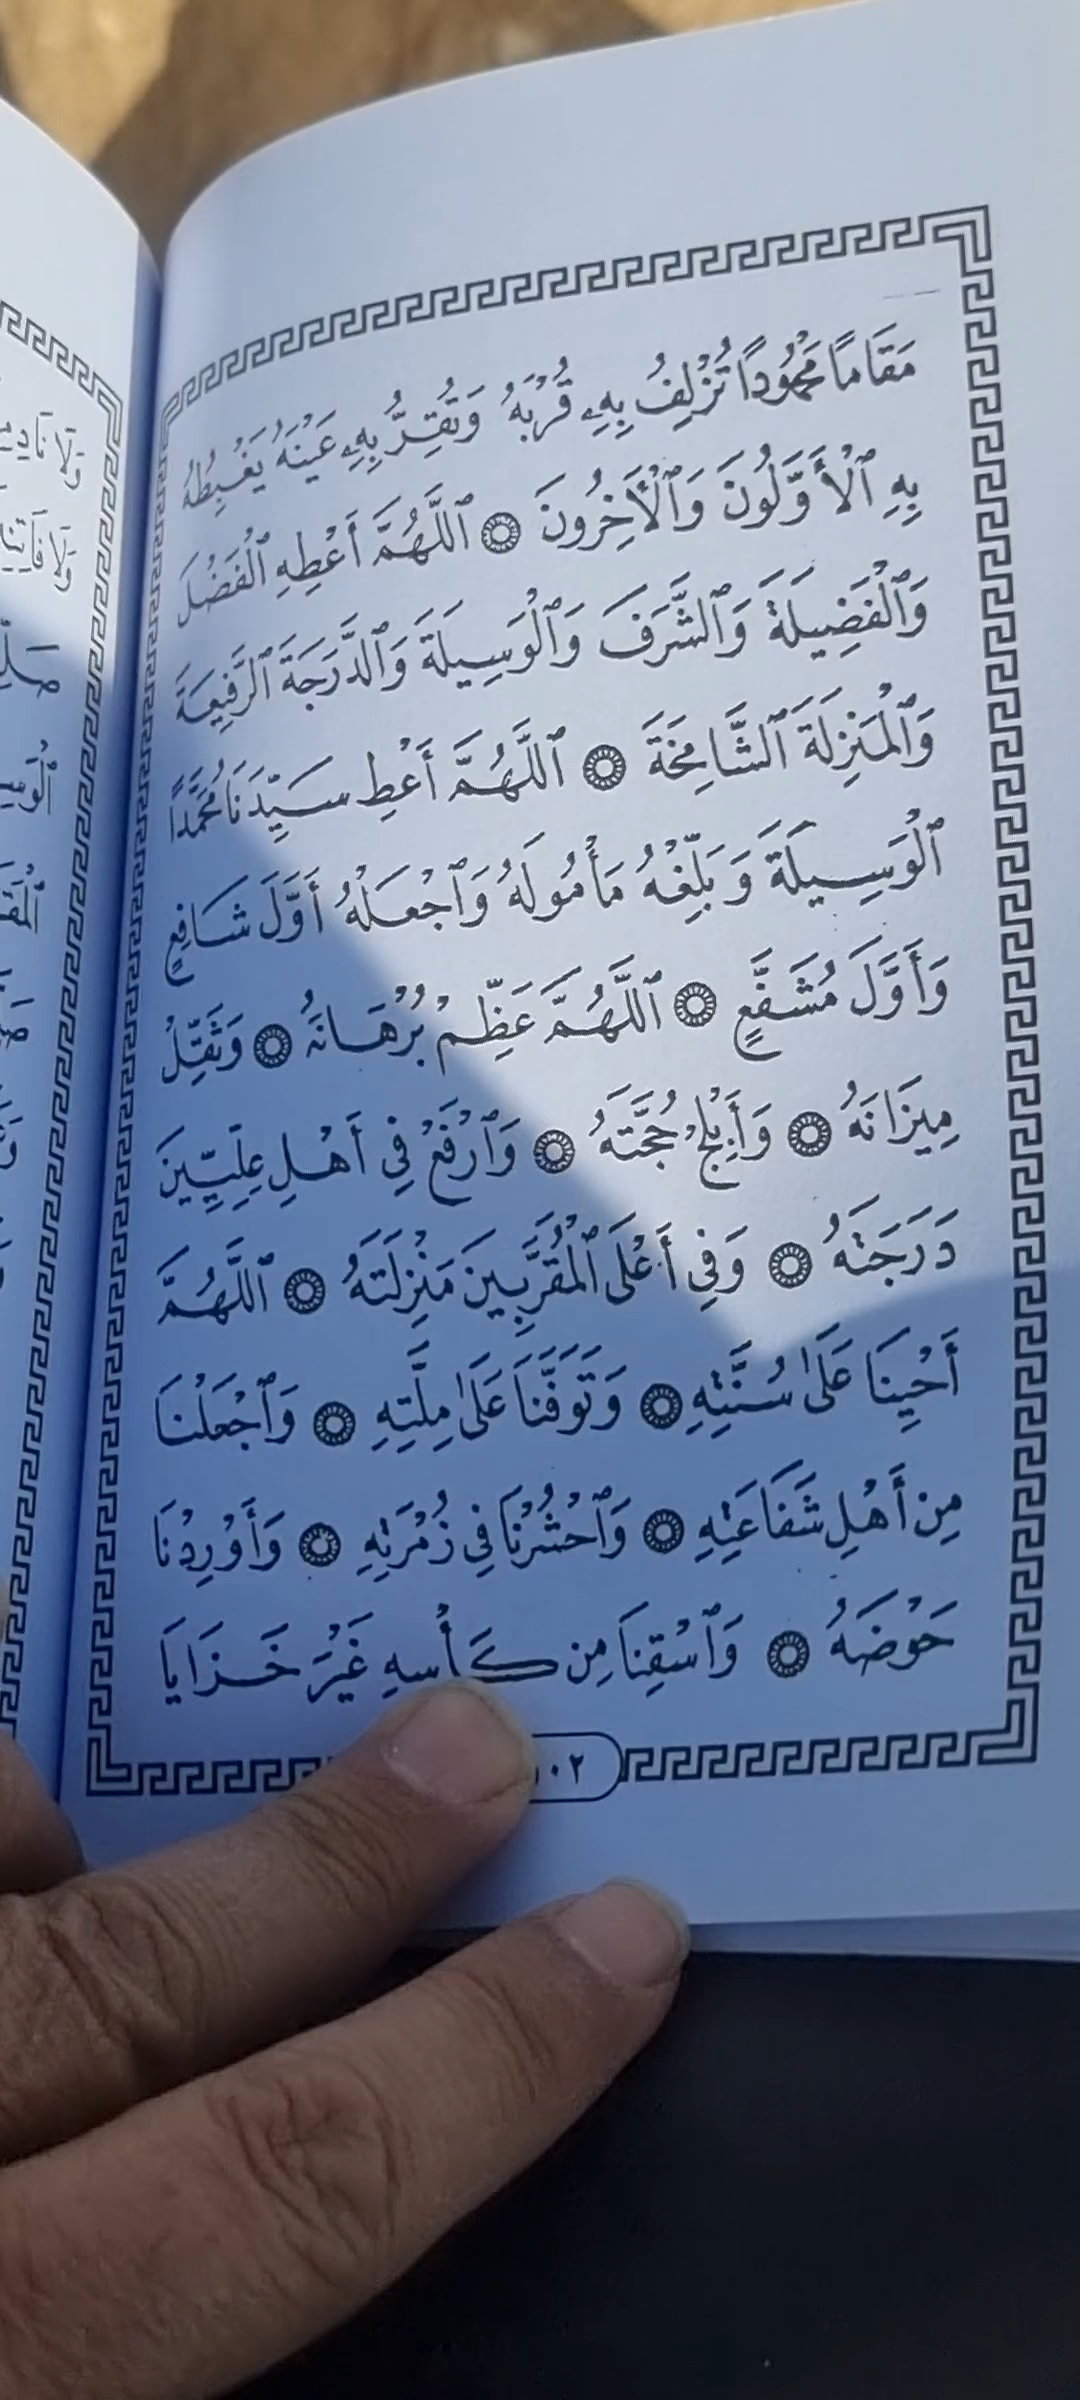 مَقَامًا مَحْمُودًا تُزْلِفُ بِهِ قُرْبَهُ وَتُقِرُّ بِهِ عَيْنَهُ يَغْبِطُهُ
بِهِ ٱلْأَوَّلُونَ وَٱلْآخِرُونَ ۞ ٱللَّهُمَّ أَعْطِهِ ٱلْفَضْلَ
وَٱلْفَضِيلَةَ وَٱلشَّرَفَ وَٱلْوَسِيلَةَ وَٱلدَّرَجَةَ ٱلرَّفِيعَةَ
وَٱلْمَنْزِلَةَ ٱلشَّامِخَةَ ۞ ٱللَّهُمَّ أَعْطِ سَيِّدَنَا مُحَمَّدًا
ٱلْوَسِيلَةَ وَبَلِّغْهُ مَأْمُولَهُ وَٱجْعَلْهُ أَوَّلَ شَافِعٍ
وَأَوَّلَ مُشَفَّعٍ ۞ ٱللَّهُمَّ عَظِّمْ بُرْهَانَهُ ۞ وَثَقِّلْ
مِيزَانَهُ ۞ وَأَبْلِجْ حُجَّتَهُ ۞ وَٱرْفَعْ فِي أَهْلِ عِلِّيِّينَ
دَرَجَتَهُ ۞ وَفِي أَعْلَى ٱلْمُقَرَّبِينَ مَنْزِلَتَهُ ۞ ٱللَّهُمَّ
أَحْيِنَا عَلَىٰ سُنَّتِهِ ۞ وَتَوَفَّنَا عَلَىٰ مِلَّتِهِ ۞ وَٱجْعَلْنَا
مِن أَهْلِ شَفَاعَتِهِ ۞ وَٱحْشُرْنَا فِي زُمْرَتِهِ ۞ وَأَوْرِدْنَا
حَوْضَهُ ۞ وَٱسْقِنَا مِن كَأْسِهِ غَيْرَ خَزَايَا
١٠٢